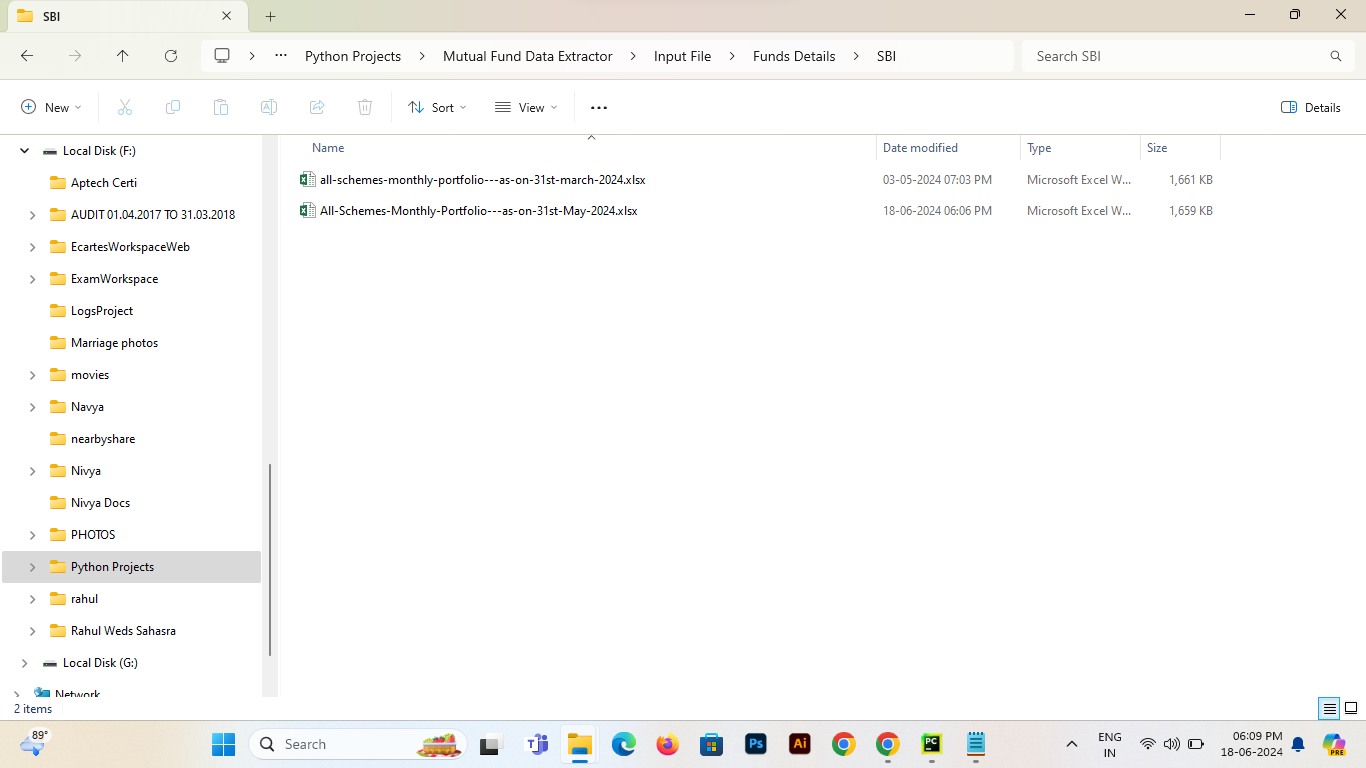 SBI
Python Projects
Mutual Fund Data Extractor
Input File
Funds Details
SBI
Search SBI
New
Sort
View
Details
Local Disk (F:)
Aptech Certi
AUDIT 01.04.2017 TO 31.03.2018
EcartesWorkspaceWeb
ExamWorkspace
LogsProject
Marriage photos
movies
Navya
nearbyshare
Nivya
Nivya Docs
PHOTOS
Python Projects
rahul
Rahul Weds Sahasra
Local Disk (G:)
Network
Name Date modified Type Size
all-schemes-monthly-portfolio---as-on-31st-march-2024.xlsx 03-05-2024 07:03 PM Microsoft Excel W... 1,661 KB
All-Schemes-Monthly-Portfolio---as-on-31st-May-2024.xlsx 18-06-2024 06:06 PM Microsoft Excel W... 1,659 KB
2 items
89°
Search
Ps
Ai
PC
ENG
IN
06:09 PM
18-06-2024
PRE